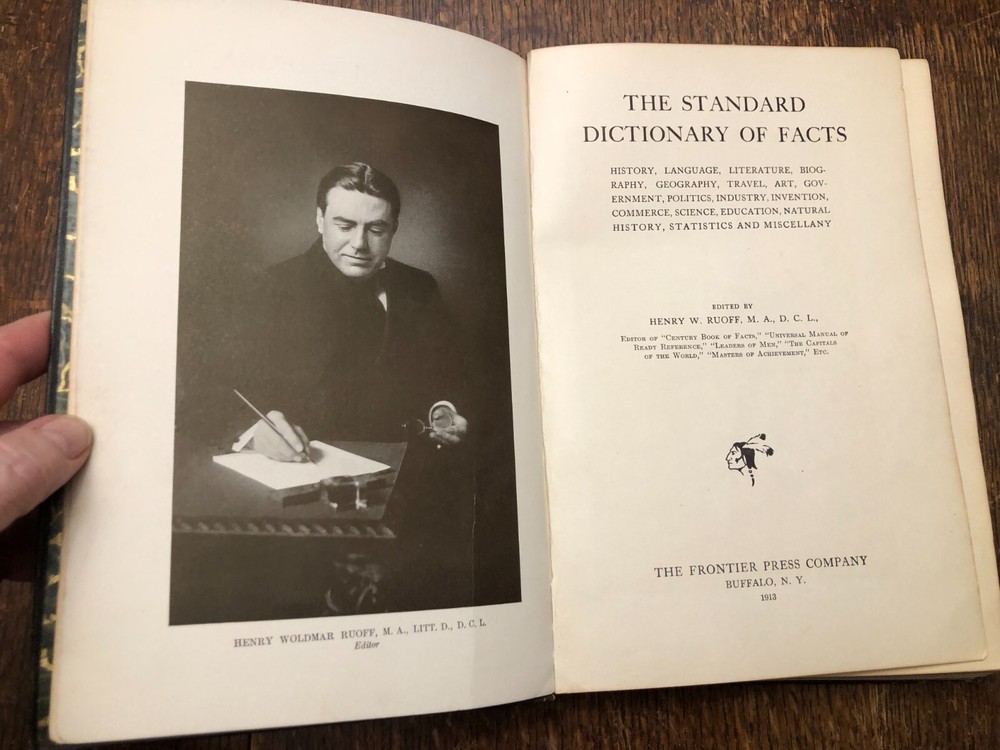 HENRY WOLDMAR RUOFF, M. A., LITT. D., D. C. L.
Editor
THE STANDARD
DICTIONARY OF FACTS
HISTORY, LANGUAGE, LITERATURE, BIOG-
RAPHY, GEOGRAPHY, TRAVEL, ART, GOV-
ERNMENT, POLITICS, INDUSTRY, INVENTION,
COMMERCE, SCIENCE, EDUCATION, NATURAL
HISTORY, STATISTICS AND MISCELLANY
EDITED BY
HENRY W. RUOFF, M. A., D. C. L.,
EDITOR OF "CENTURY BOOK OF FACTS," "UNIVERSAL MANUAL OF
READY REFERENCE," "LEADERS OF MEN," "THE CAPITALS
OF THE WORLD," "MASTERS OF ACHIEVEMENT," ETC.
THE FRONTIER PRESS COMPANY
BUFFALO, N. Y.
1913